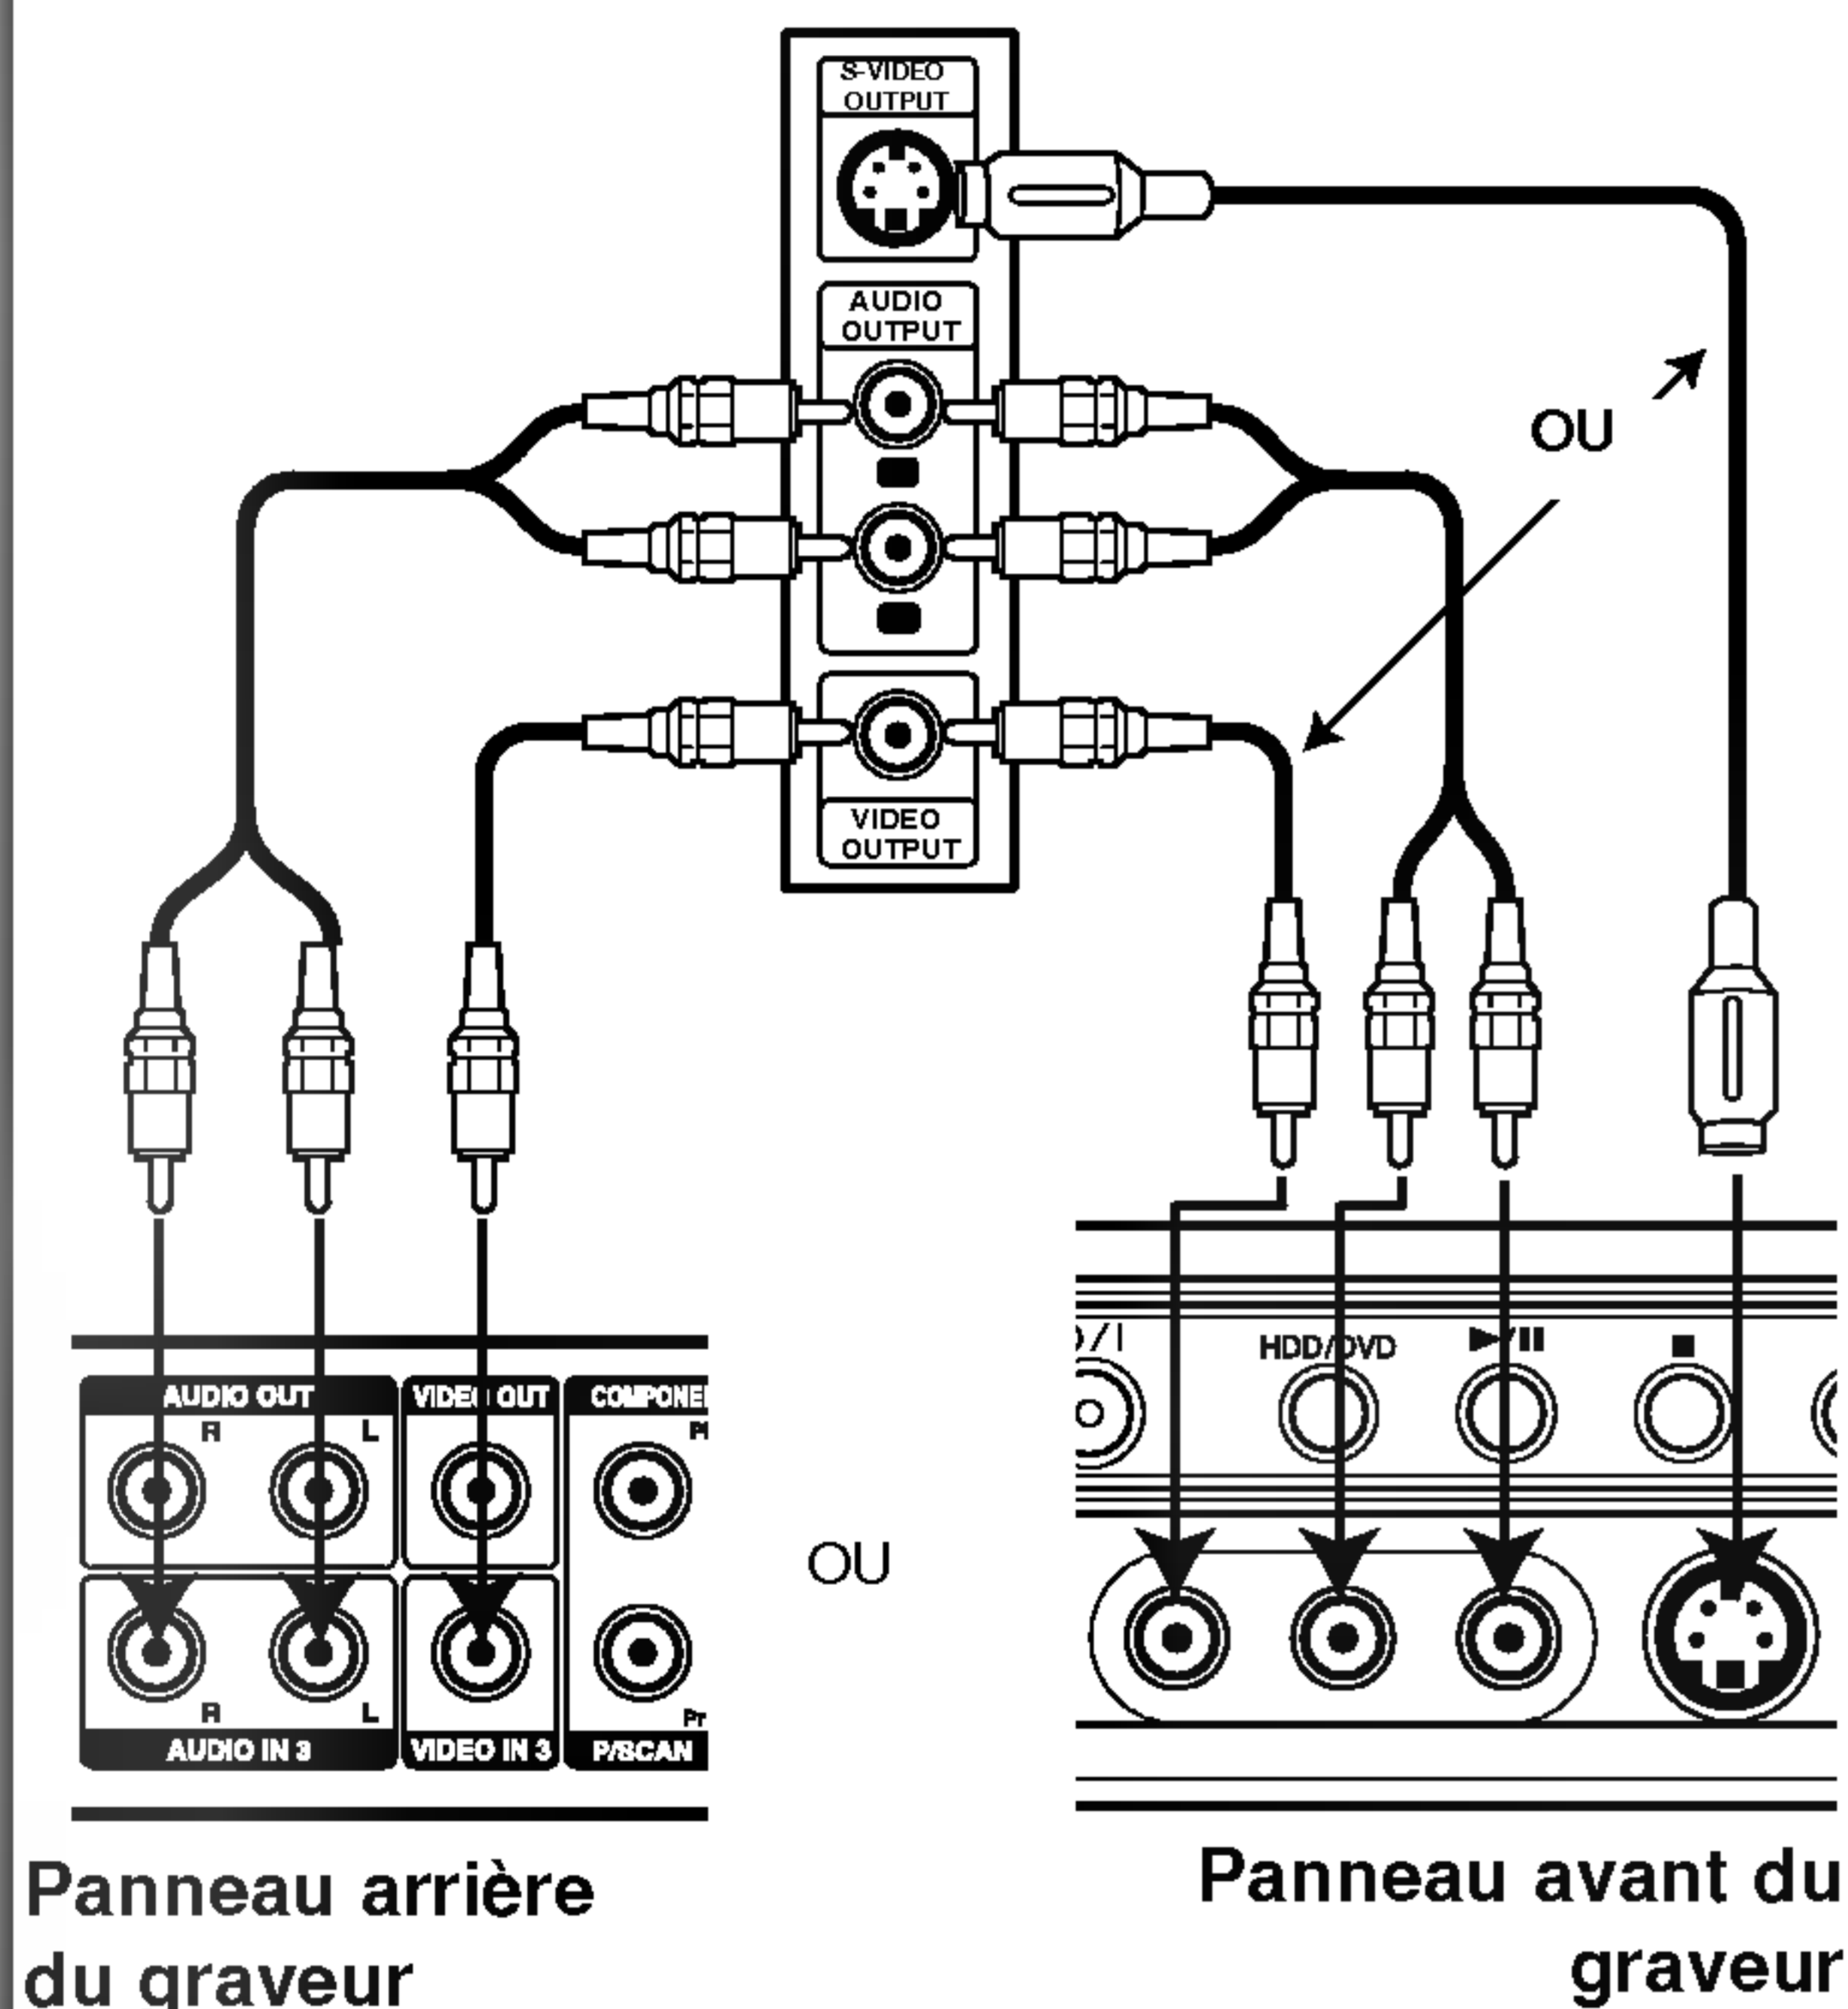 S-VIDEO
OUTPUT
AUDIO
OUTPUT
OU
VIDEO
OUTPUT
HDD/DVD
AUDIO OUT
VIDEO OUT
R
L
OU
R
L
Pr
AUDIO IN 3
VIDEO IN 3
P/SCAN
Panneau arrière
du graveur
Panneau avant du
graveur